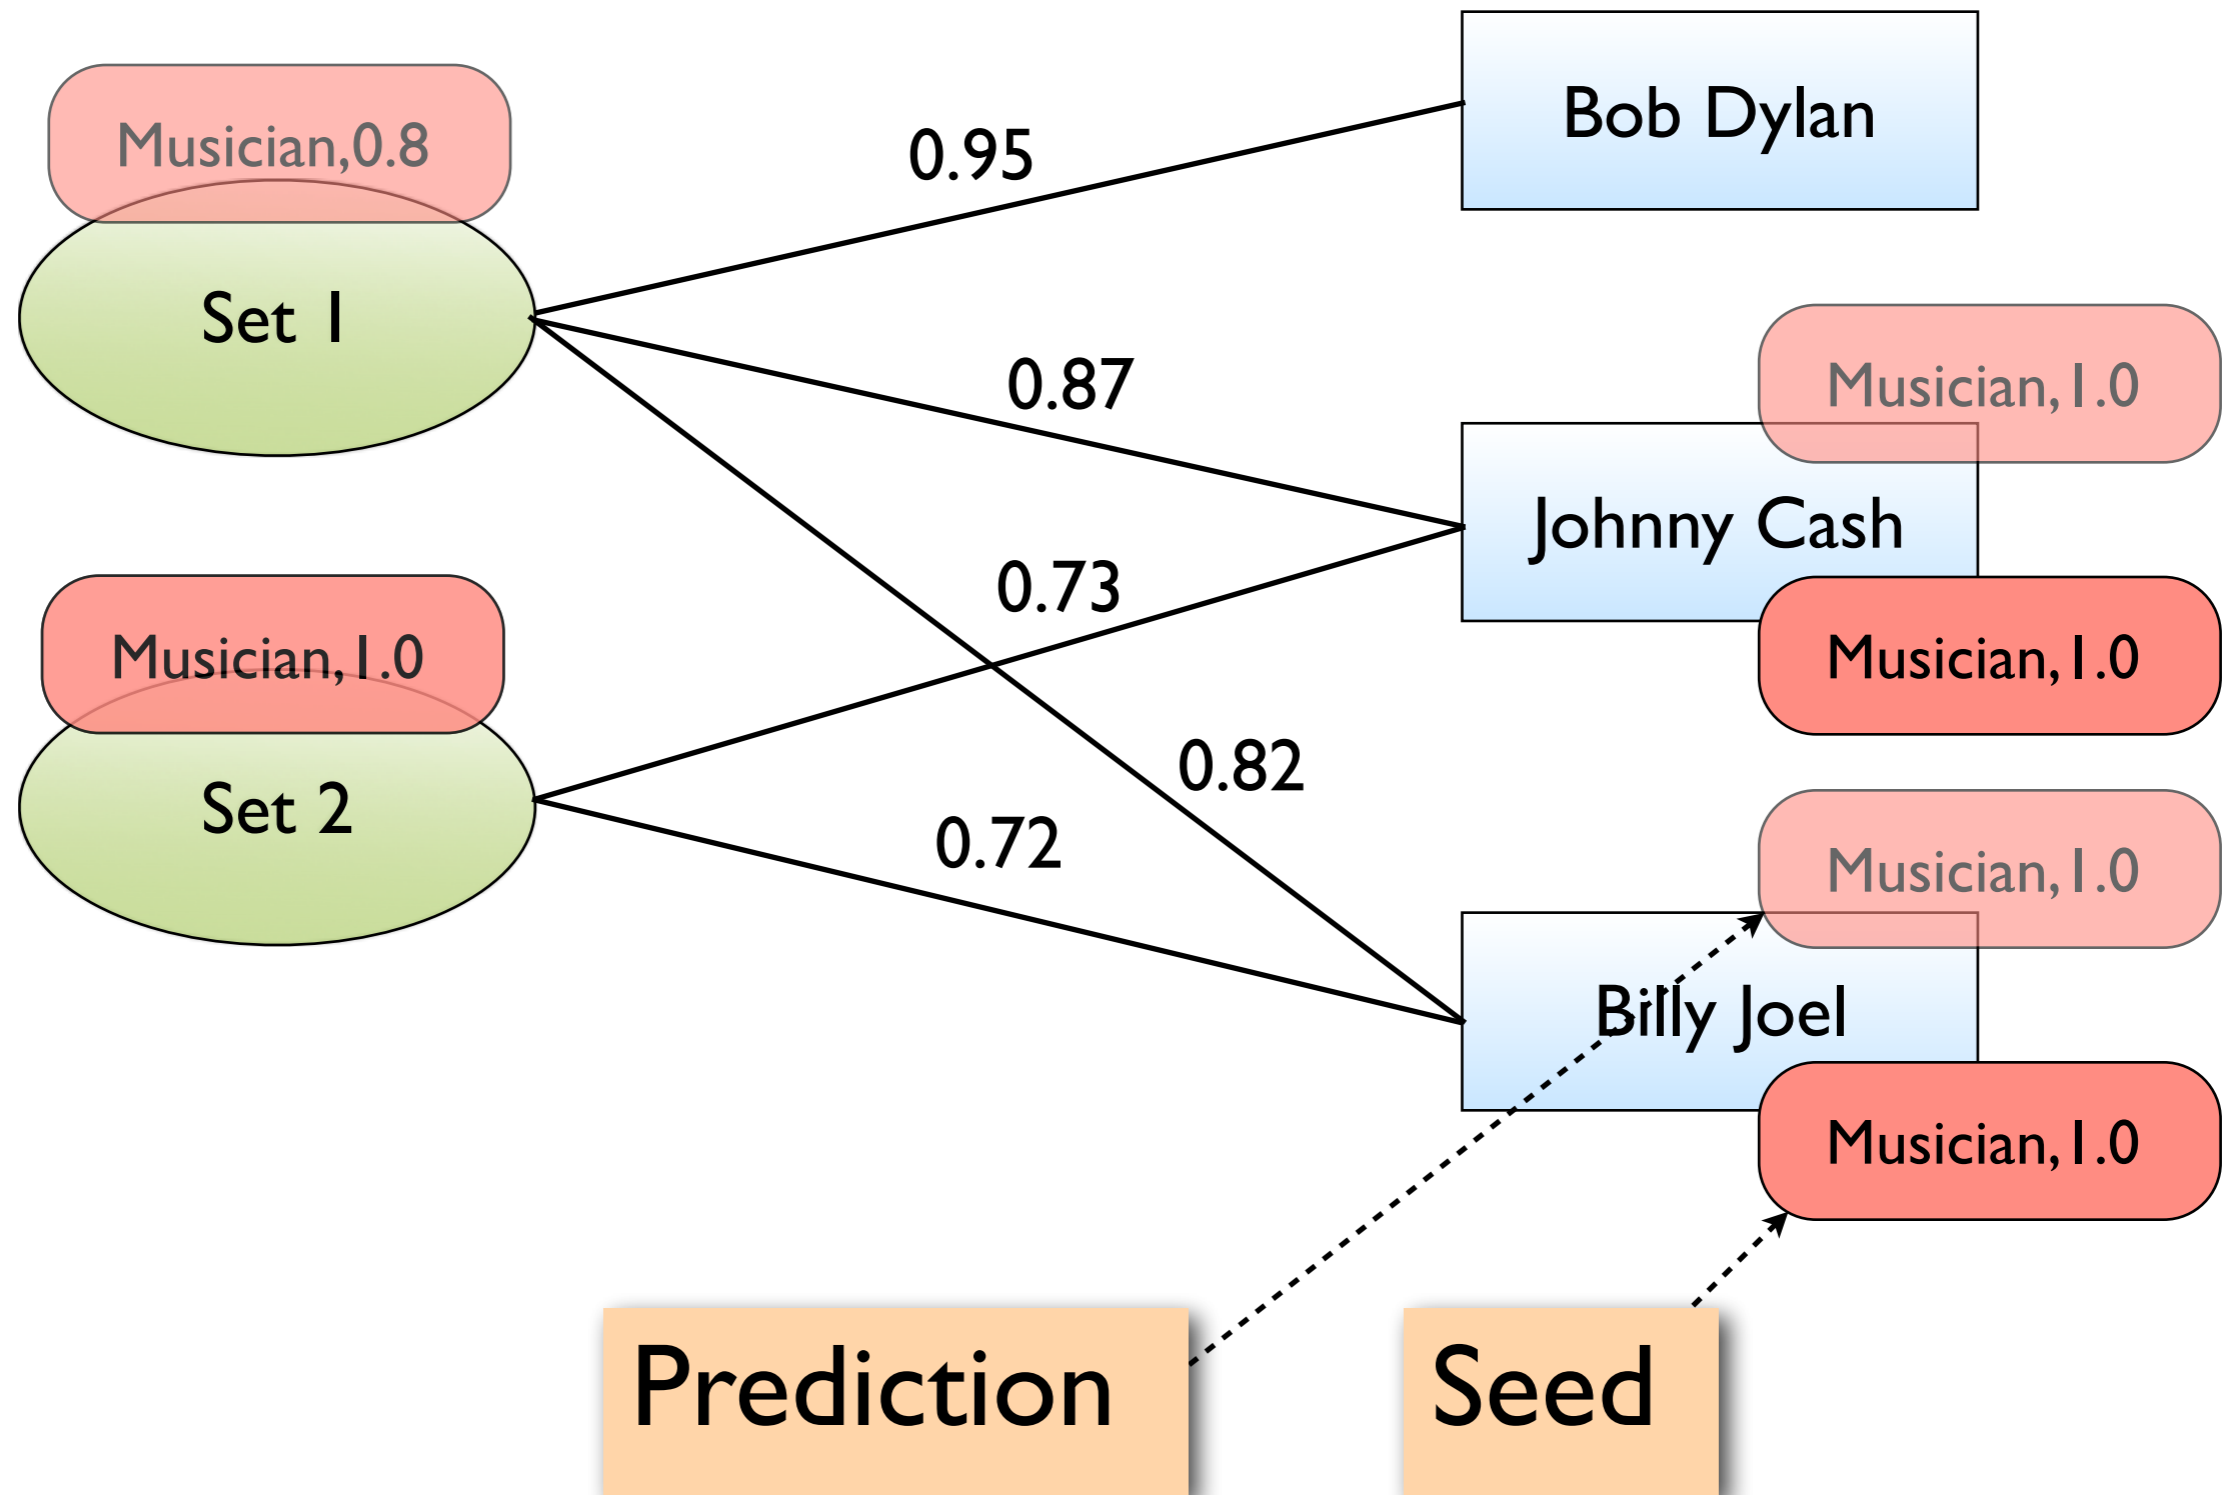 Bob Dylan
Musician,0.8
0.95
Set 1
0.87
Musician,1.0
Johnny Cash
0.73
Musician,1.0
Musician,1.0
0.82
Set 2
0.72
Musician,1.0
Billy Joel
Musician,1.0
Prediction
Seed